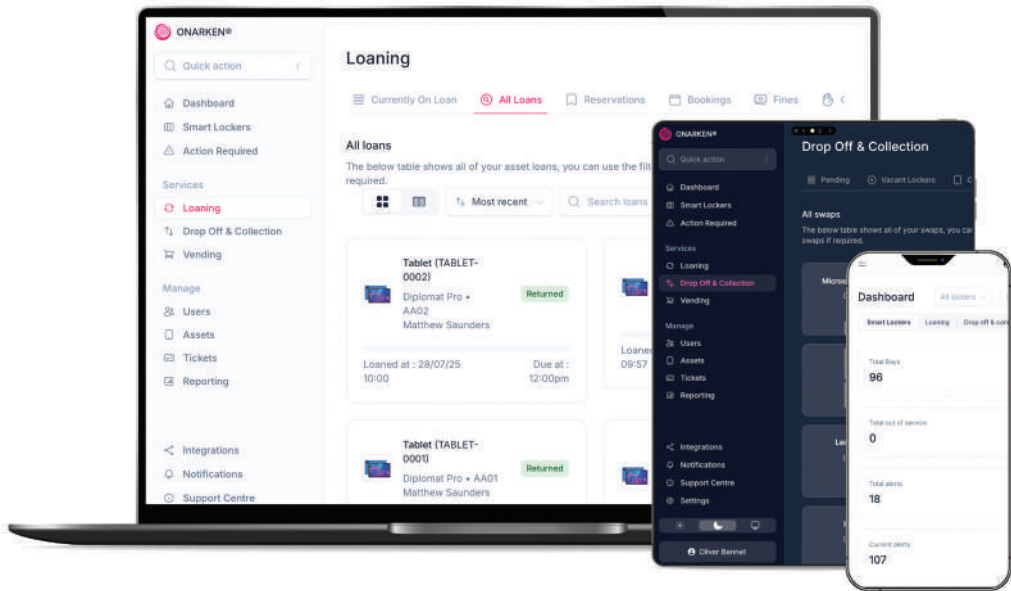 ONARKEN®
Quick action /
Dashboard
Smart Lockers
Action Required
Services
Loaning
Drop Off & Collection
Vending
Manage
Users
Assets
Tickets
Reporting
Integrations
Notifications
Support Centre
Loaning
Currently On Loan
All Loans
Reservations
Bookings
Fines
All loans
The below table shows all of your asset loans, you can use the filt
required.
Most recent
Search loans
Tablet (TABLET-
0002)
Diplomat Pro •
AA02
Matthew Saunders
Returned
Loaned at : 28/07/25
10:00
Due at :
12:00pm
Loane
09:57
Tablet (TABLET-
0001)
Diplomat Pro • AA01
Matthew Saunders
Returned
ONARKEN®
Quick action /
Dashboard
Smart Lockers
Action Required
Services
Loaning
Drop Off & Collection
Vending
Manage
Users
Assets
Tickets
Reporting
Integrations
Notifications
Support Centre
Settings
Oliver Bennet
Drop Off & Collection
Pending
Vacant Lockers
All swaps
The below table shows all of your swaps, you can
swaps if required.
Dashboard
All lockers
Smart Lockers
Loaning
Drop off & coll
Total Bays
96
Total out of service
0
Total alerts
18
Current alerts
107